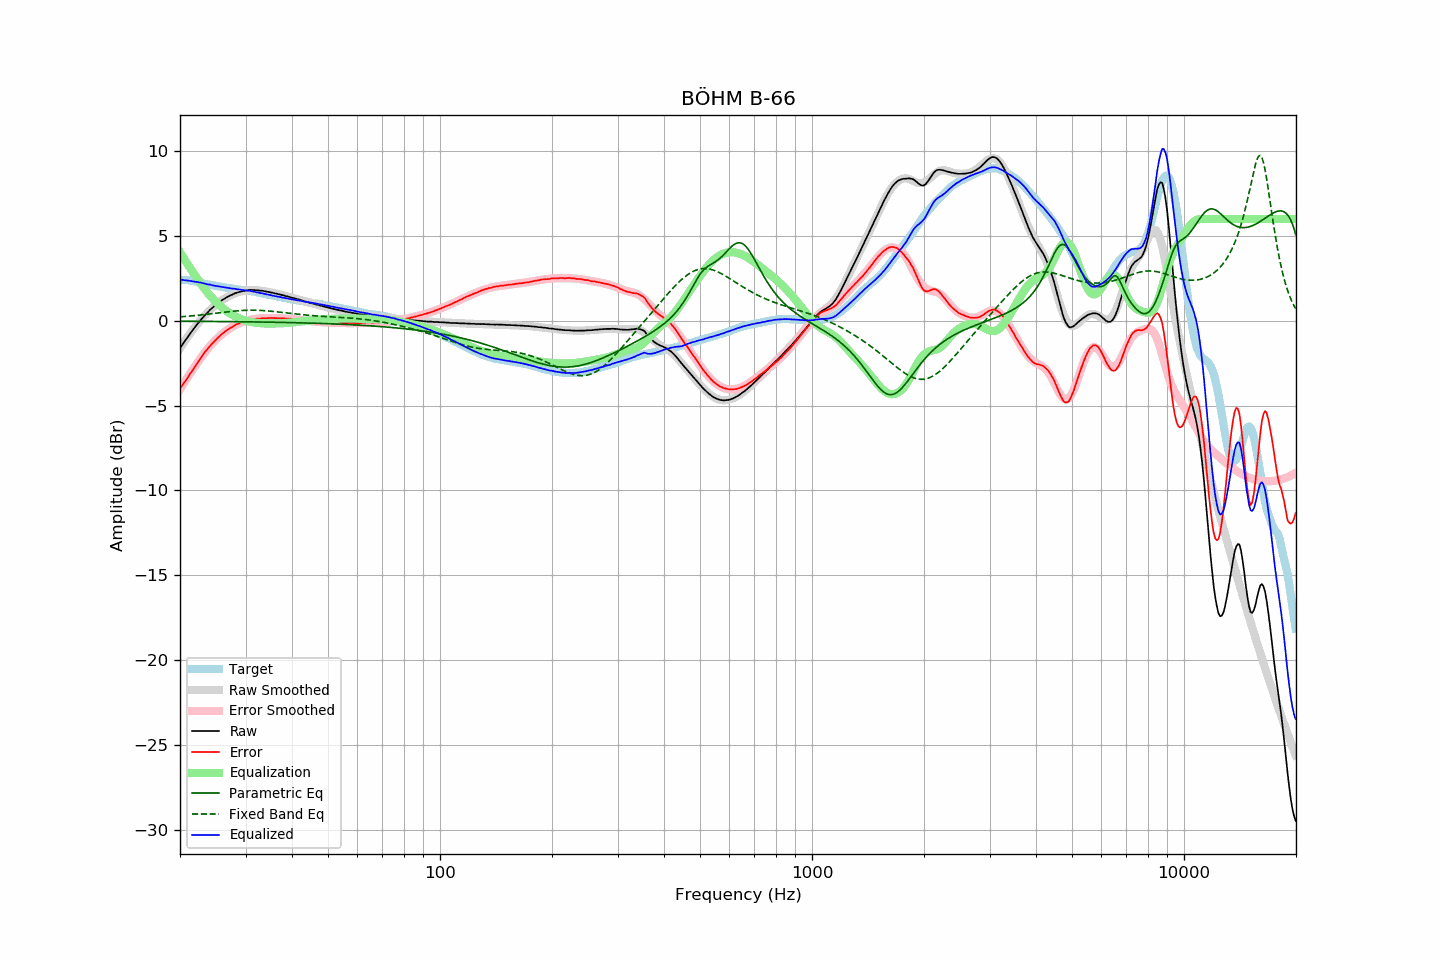 BÖHM B-66
Amplitude (dBr)
10
5
0
−5
−10
−15
−20
−25
−30
Target
Raw Smoothed
Error Smoothed
Raw
Error
Equalization
Parametric Eq
Fixed Band Eq
Equalized
100
1000
10000
Frequency (Hz)